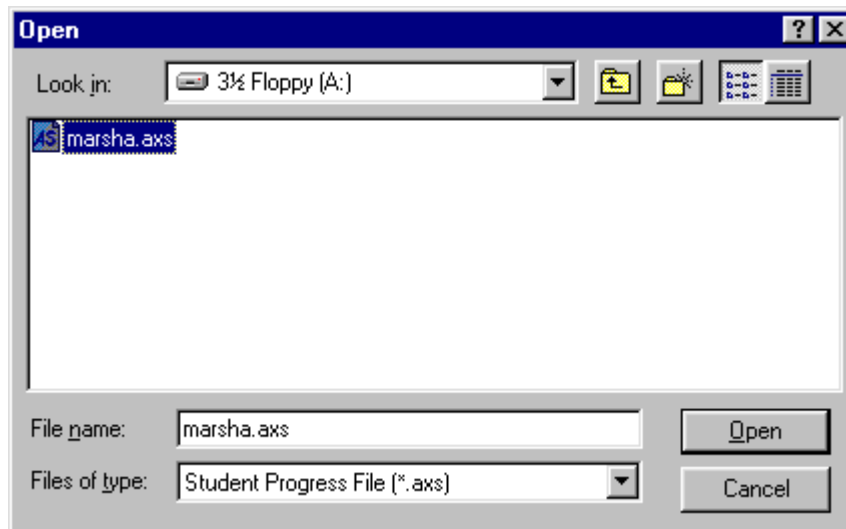 Open
Look in: 3½ Floppy (A:)
marsha.axs
File name: marsha.axs Open
Files of type: Student Progress File (*.axs) Cancel